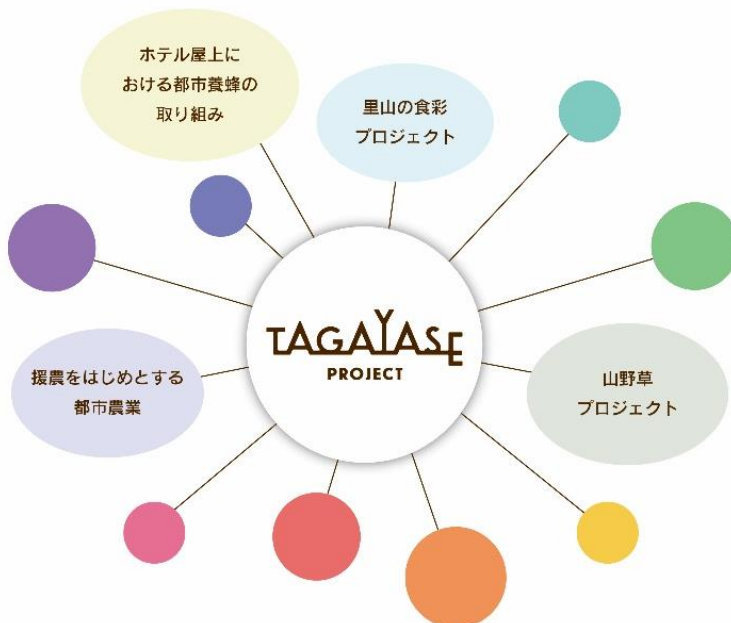 ホテル屋上に
おける都市養蜂の
取り組み
里山の食彩
プロジェクト
TAGAYASE
PROJECT
援農をはじめとする
都市農業
山野草
プロジェクト